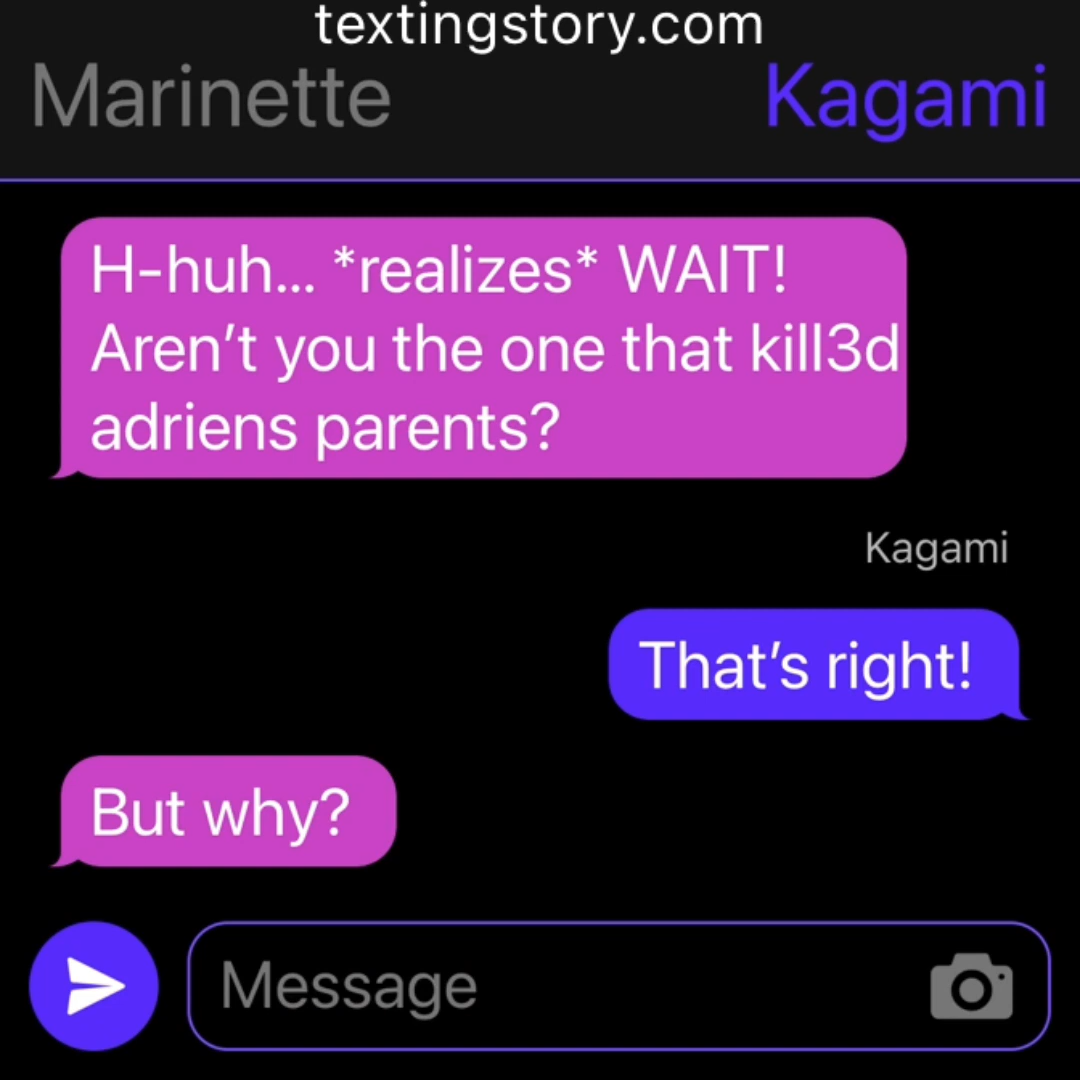 textingstory.com
Marinette Kagami
H-huh... *realizes* WAIT!
Aren’t you the one that kill3d
adriens parents?
Kagami
That’s right!
But why?
Message